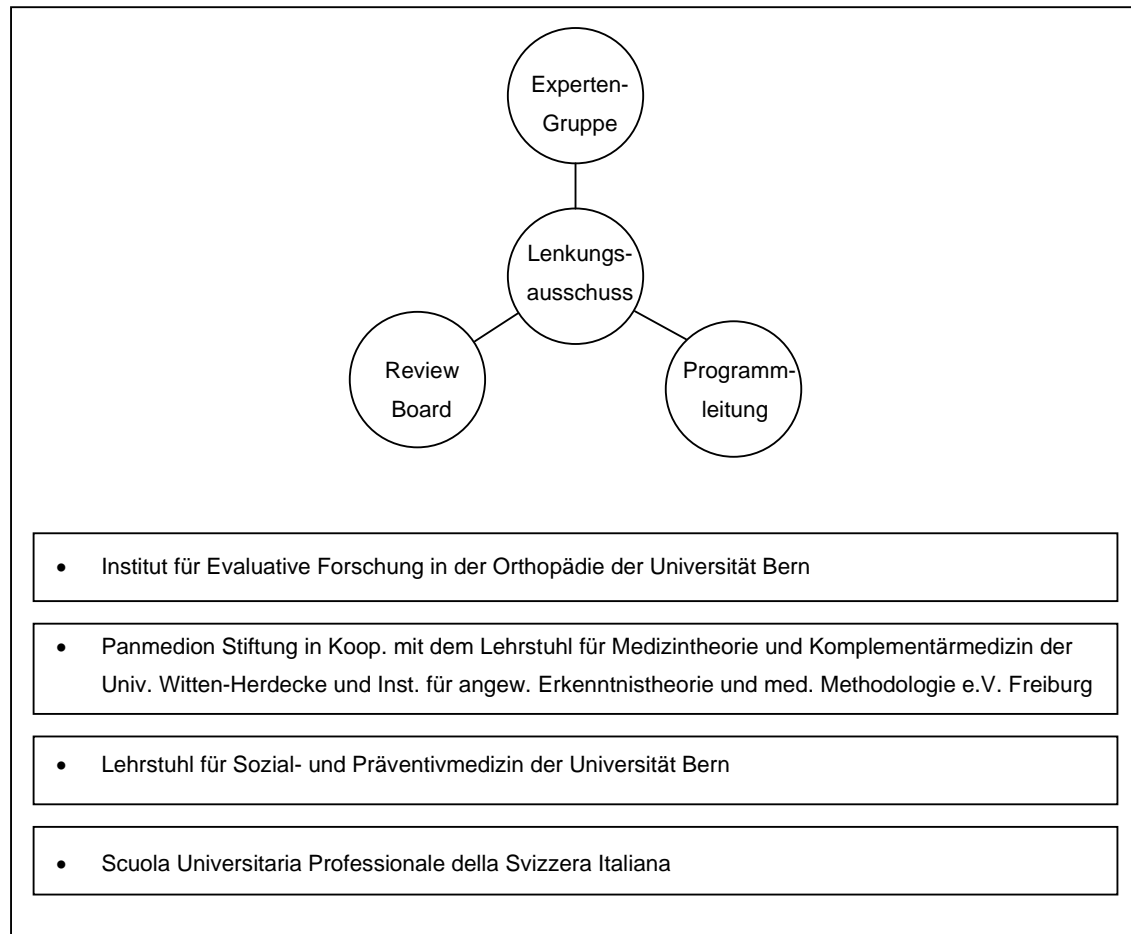 Experten-
Gruppe
Lenkungs-
ausschuss
Review
Board
Programm-
leitung
• Institut für Evaluative Forschung in der Orthopädie der Universität Bern
• Panmedion Stiftung in Koop. mit dem Lehrstuhl für Medizintheorie und Komplementärmedizin der
Univ. Witten-Herdecke und Inst. für angew. Erkenntnistheorie und med. Methodologie e.V. Freiburg
• Lehrstuhl für Sozial- und Präventivmedizin der Universität Bern
• Scuola Universitaria Professionale della Svizzera Italiana